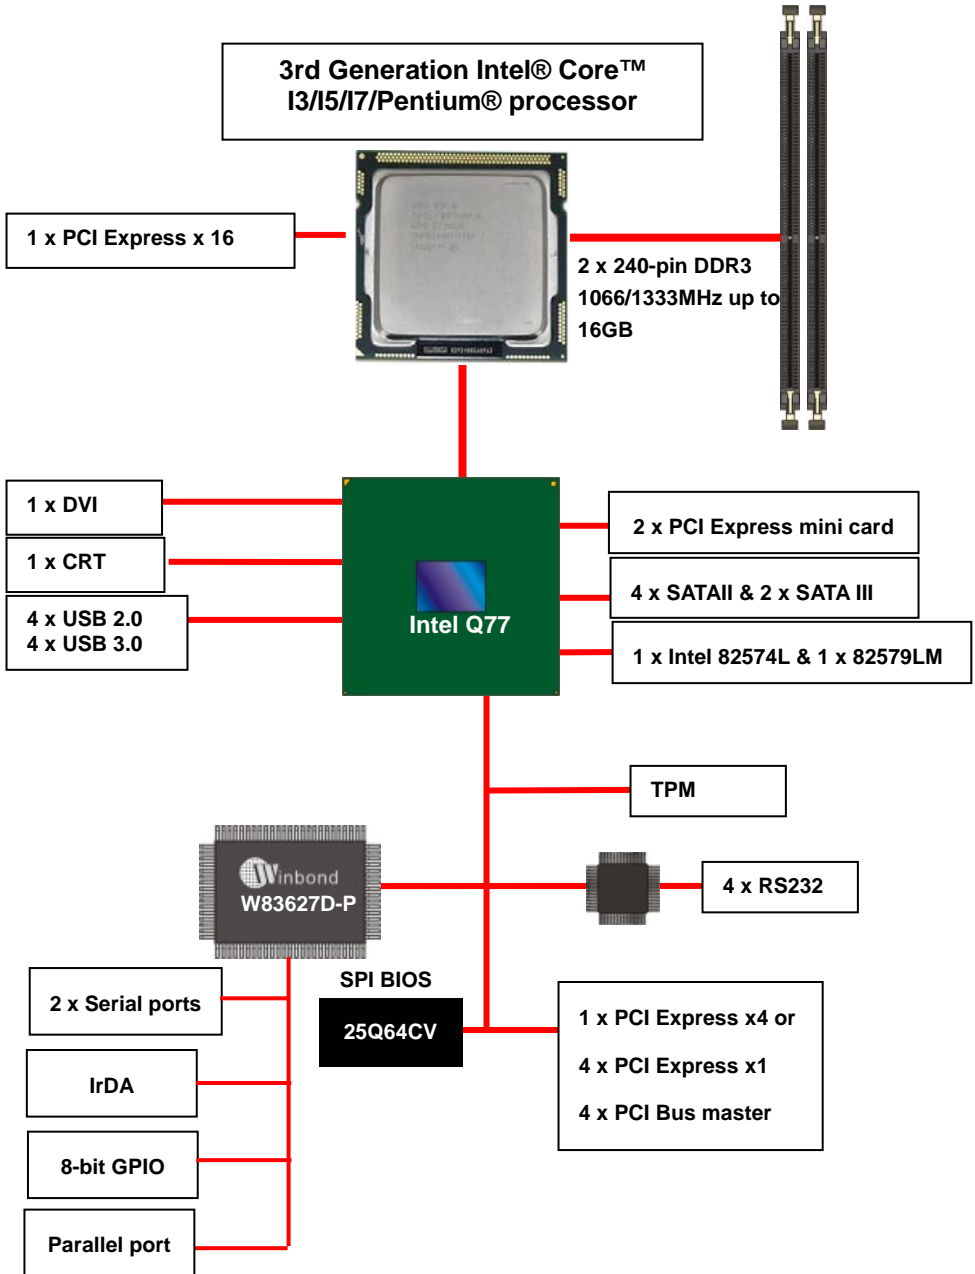 3rd Generation Intel® Core™
I3/I5/I7/Pentium® processor
1 x PCI Express x 16
2 x 240-pin DDR3
1066/1333MHz up to
16GB
1 x DVI
1 x CRT
4 x USB 2.0
4 x USB 3.0
Intel Q77
2 x PCI Express mini card
4 x SATAII & 2 x SATA III
1 x Intel 82574L & 1 x 82579LM
TPM
Winbond
W83627D-P
4 x RS232
SPI BIOS
25Q64CV
2 x Serial ports
IrDA
8-bit GPIO
Parallel port
1 x PCI Express x4 or
4 x PCI Express x1
4 x PCI Bus master